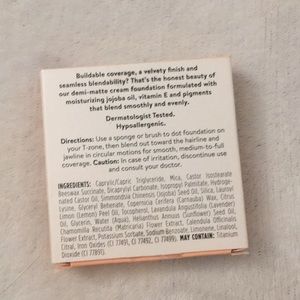 Buildable coverage, a velvety finish and
seamless blendability? That's the honest beauty of
our demi-matte cream foundation formulated with
moisturizing jojoba oil, vitamin E and pigments
that blend smoothly and evenly.
Dermatologist Tested.
Hypoallergenic.
Directions: Use a sponge or brush to dot foundation on
your T-zone, then blend out toward the hairline and
jawline in circular motions for smooth, medium-to-full
coverage. Caution: In case of irritation, discontinue use
and consult your doctor.
INGREDIENTS: Caprylic/Capric Triglyceride, Mica, Castor Isostearate
Beeswax Succinate, Dicaprylyl Carbonate, Isopropyl Palmitate, Hydroge-
nated Castor Oil, Simmondsia Chinensis (Jojoba) Seed Oil, Silica, Lauroyl
Lysine, Glyceryl Behenate, Copernicia Cerifera (Carnauba) Wax, Citrus
Limon (Lemon) Peel Oil, Tocopherol, Lavandula Angustifolia (Lavender)
Oil, Glycerin, Water (Aqua), Helianthus Annuus (Sunflower) Seed Oil,
Chamomilla Recutita (Matricaria) Flower Extract, Calendula Officinalis
Flower Extract, Potassium Sorbate, Sodium Benzoate, Limonene, Linalool,
Citral, Iron Oxides (CI 77491, CI 77492, CI 77499). MAY CONTAIN: Titanium
Dioxide (CI 77891).